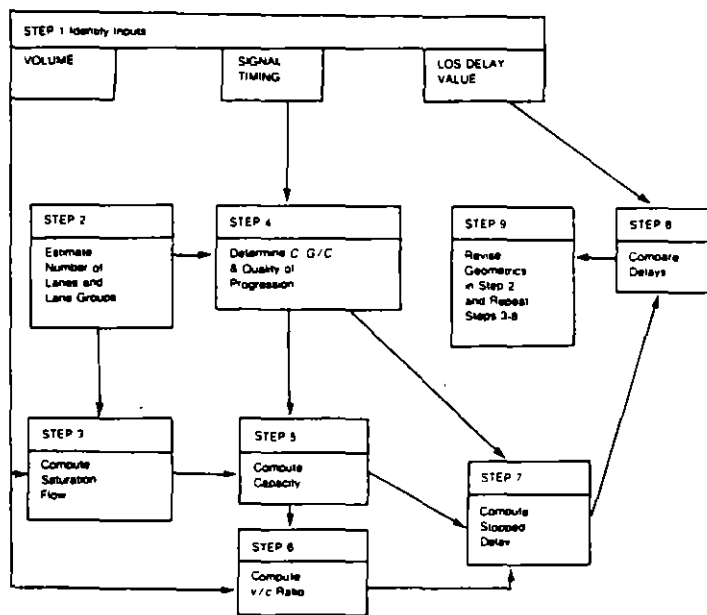 STEP 1 Identify Inputs
VOLUME
SIGNAL
TIMING
LOS DELAY
VALUE
STEP 2
Estimate
Number of
Lanes and
Lane Groups
STEP 4
Determine C G/C
& Quality of
Progression
STEP 9
Revise
Geometrics
in Step 2
and Repeat
Steps 3-8
STEP 8
Compare
Delays
STEP 3
Compute
Saturation
Flow
STEP 5
Compute
Capacity
STEP 7
Compute
Stopped
Delay
STEP 6
Compute
v/c Ratio